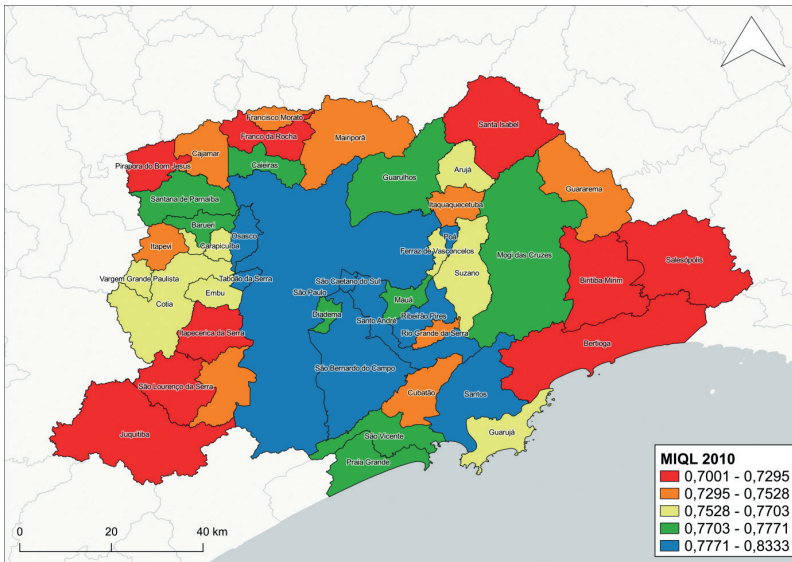 Santa Isabel
Francisco Morato
Franco da Rocha
Mairiporã
Cajamar
Pirapora do Bom Jesus
Caieiras
Arujá
Guarulhos
Santana de Parnaíba
Guararema
Itaquaquecetuba
Barueri
Osasco
Poá
Itapevi
Carapicuíba
Ferraz de Vasconcelos
Mogi das Cruzes
Salesópolis
Suzano
Vargem Grande Paulista
Taboão da Serra
São Caetano do Sul
Biritiba Mirim
São Paulo
Embu
Cotia
Mauá
Diadema
Santo André
Ribeirão Pires
Itapecerica da Serra
Rio Grande da Serra
Bertioga
São Bernardo do Campo
São Lourenço da Serra
Cubatão
Santos
Juquitiba
Guarujá
São Vicente
Praia Grande
MIQL 2010
0,7001 - 0,7295
0,7295 - 0,7528
0,7528 - 0,7703
0,7703 - 0,7771
0,7771 - 0,8333
0 20 40 km